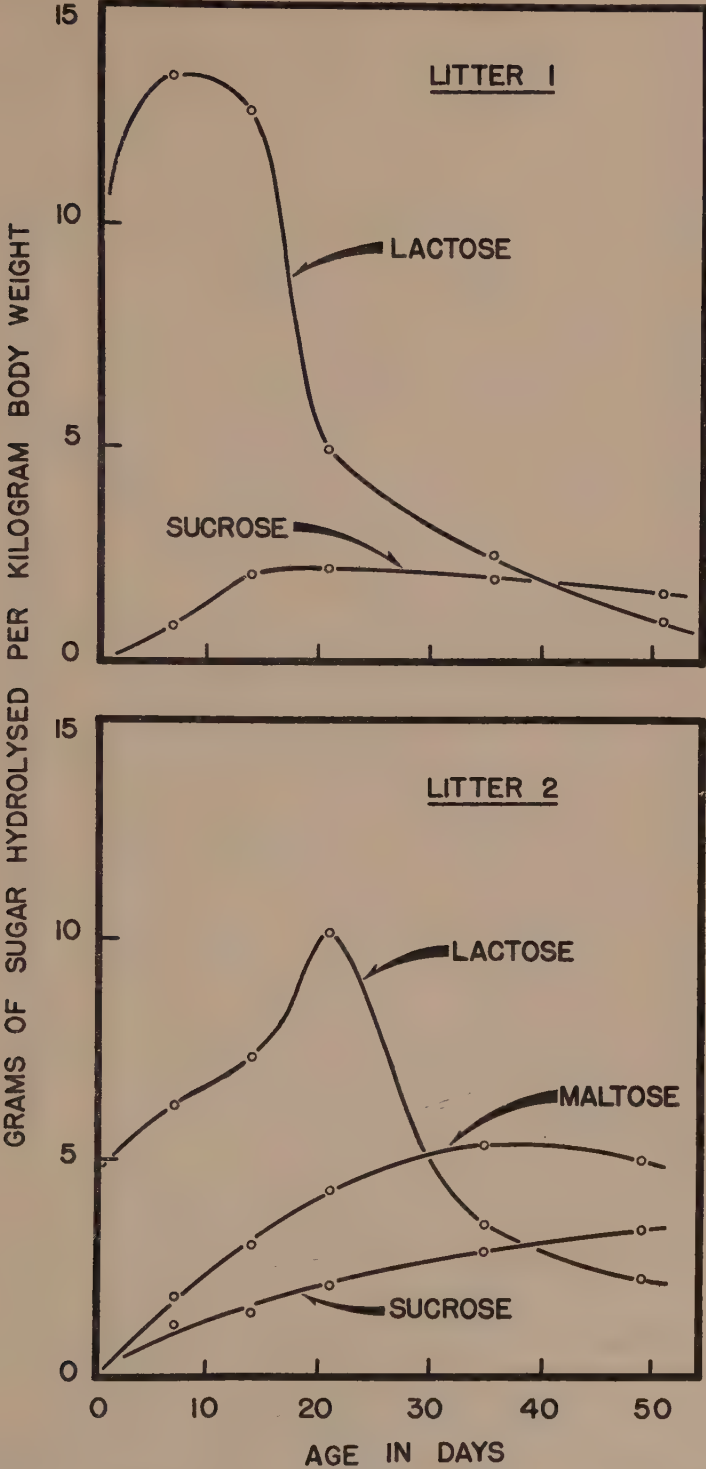 GRAMS OF SUGAR HYDROLYSED PER KILOGRAM BODY WEIGHT
15
LITTER 1
10
LACTOSE
5
SUCROSE
0
15
LITTER 2
10
LACTOSE
MALTOSE
5
SUCROSE
0
0 10 20 30 40 50
AGE IN DAYS